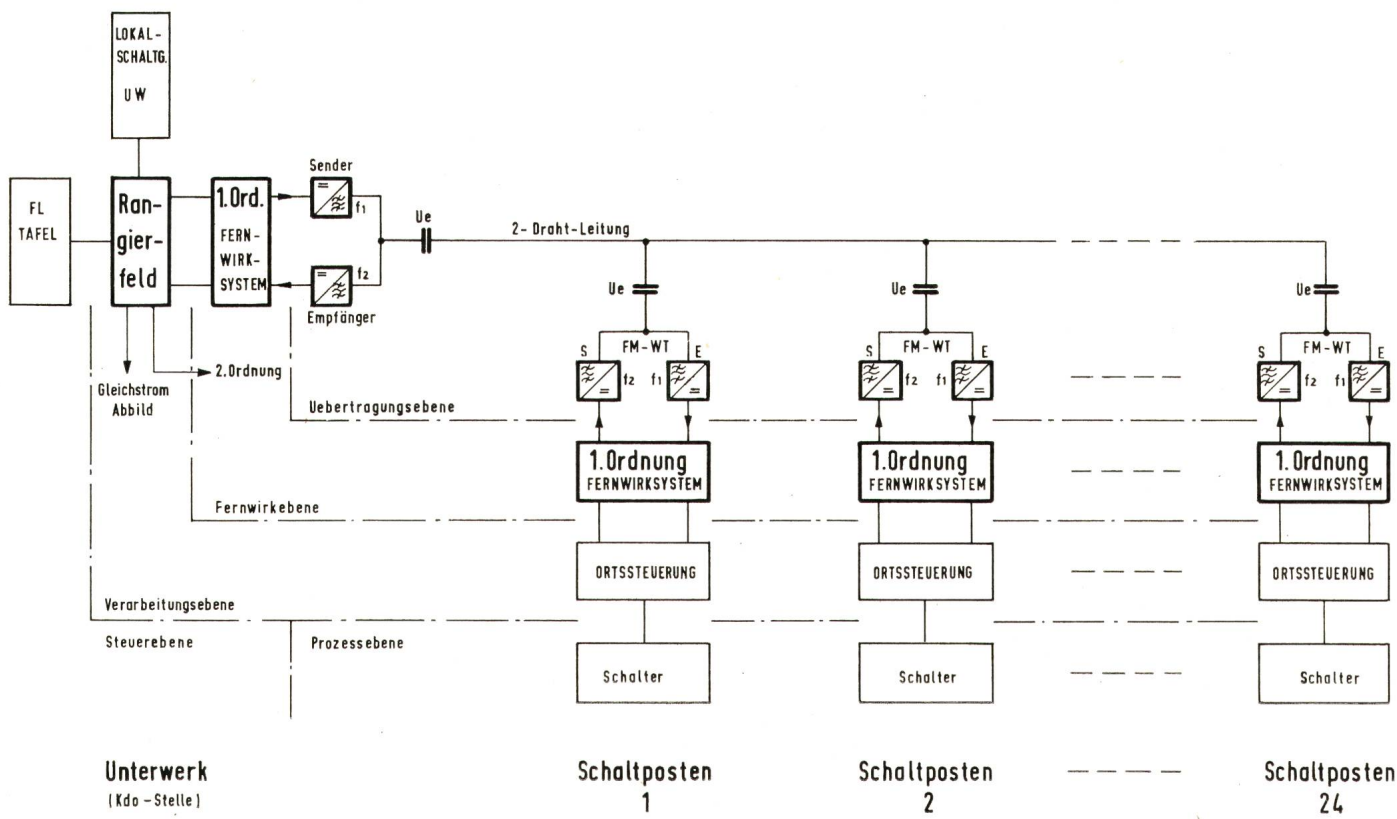 LOKAL-
SCHALTG.
UW
FL
TAFEL
Ran-
gier-
feld
1.Ord.
FERN-
WIRK-
SYSTEM
Sender
f1
f2
Empfänger
Ue
2-Draht-Leitung
Ue
Ue
Ue
Gleichstrom
Abbild
2.Ordnung
S FM-WT E
f2 f1
S FM-WT E
f2 f1
S FM-WT E
f2 f1
Uebertragungsebene
1.Ordnung
FERNWIRKSYSTEM
1.Ordnung
FERNWIRKSYSTEM
1.Ordnung
FERNWIRKSYSTEM
Fernwirkebene
ORTSSTEUERUNG
ORTSSTEUERUNG
ORTSSTEUERUNG
Verarbeitungsebene
Steuerebene
Prozessebene
Schalter
Schalter
Schalter
Unterwerk
(Kdo-Stelle)
Schaltposten
1
Schaltposten
2
Schaltposten
24